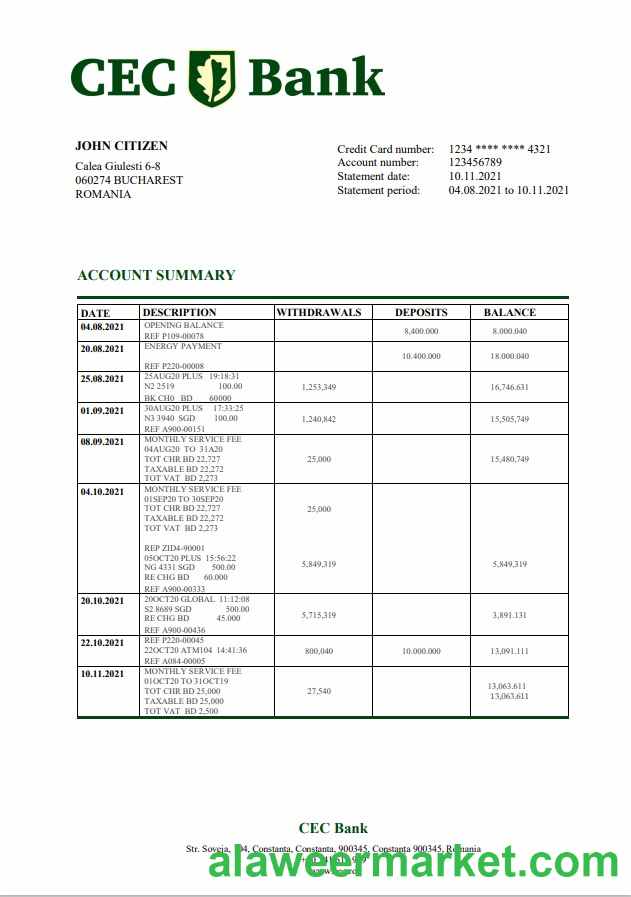 CEC Bank
JOHN CITIZEN
Calea Giulesti 6-8
060274 BUCHAREST
ROMANIA
Credit Card number: 1234 **** **** 4321
Account number: 123456789
Statement date: 10.11.2021
Statement period: 04.08.2021 to 10.11.2021
ACCOUNT SUMMARY
DATE DESCRIPTION WITHDRAWALS DEPOSITS BALANCE
04.08.2021 OPENING BALANCE
REF P109-00078 8,400.000 8.000.040
20.08.2021 ENERGY PAYMENT
10.400.000 18.000.040
REF P220-00008
25.08.2021 25AUG20 PLUS 19:18:31
N2 2519 100.00 1,253,349 16,746.631
BK CH0 BD 60000
01.09.2021 30AUG20 PLUS 17:33:25
N3 3940 SGD 100.00 1,240,842 15,505,749
REF A900-00151
08.09.2021 MONTHLY SERVICE FEE
04AUG20 TO 31A20
TOT CHR BD 22,727 25,000 15,480,749
TAXABLE BD 22,272
TOT VAT BD 2,273
04.10.2021 MONTHLY SERVICE FEE
01SEP20 TO 30SEP20
TOT CHR BD 22,727 25,000
TAXABLE BD 22,272
TOT VAT BD 2,273
REP ZID4-90001
05OCT20 PLUS 15:56:22
NG 4331 SGD 500.00 5,849,319 5,849,319
RE CHG BD 60.000
REF A900-00333
20.10.2021 20OCT20 GLOBAL 11:12:08
S2 8689 SGD 500.00
RE CHG BD 45.000 5,715,319 3,891.131
REF A900-00436
22.10.2021 REF P220-00045
22OCT20 ATM104 14:41:36 800,040 10.000.000 13,091.111
REF A084-00005
10.11.2021 MONTHLY SERVICE FEE
01OCT20 TO 31OCT19 13,063.611
TOT CHR BD 25,000 27,540 13,063.611
TAXABLE BD 25,000
TOT VAT BD 2,500
CEC Bank
Str. Soveja, Constanta, Constanta, 900345, Constanta 900345, Romania
alaweermarket.com